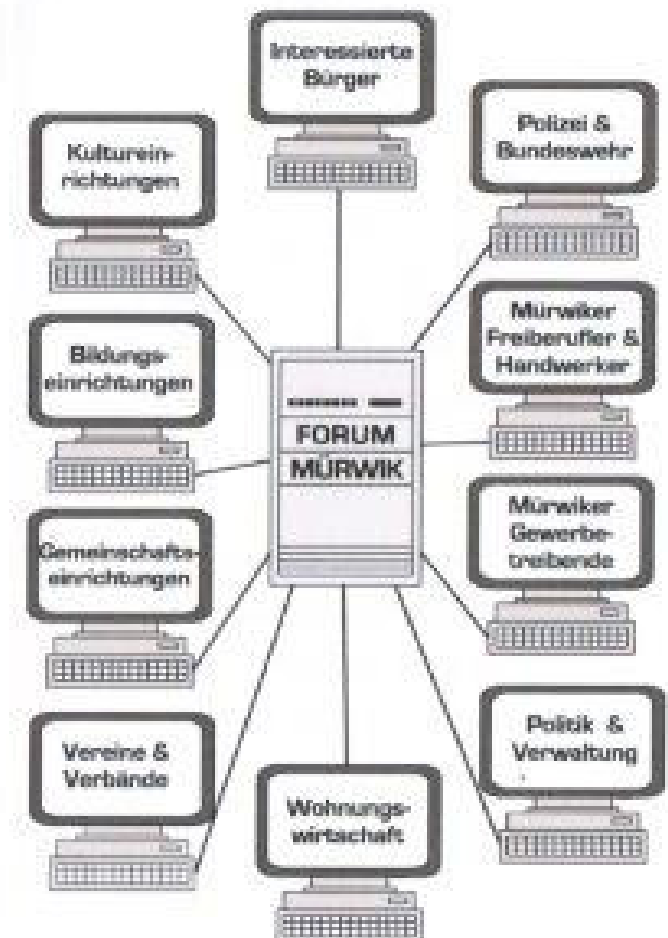 Interessierte
Bürger
Polizei &
Bundeswehr
Kulturein-
richtungen
Mürwiker
Freiberufler &
Handwerker
Bildungs-
einrichtungen
FORUM
MÜRWIK
Mürwiker
Gewerbe-
treibende
Gemeinschafts-
einrichtungen
Politik &
Verwaltung
Vereine &
Verbände
Wohnungs-
wirtschaft